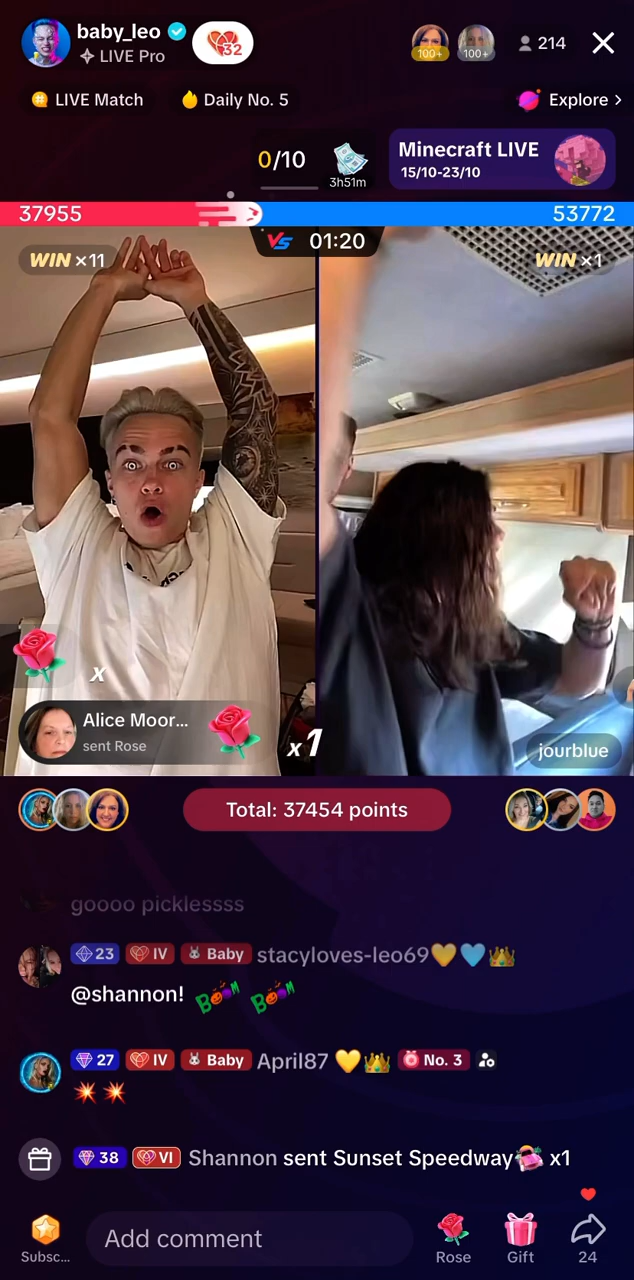 baby_leo
LIVE Pro
32
100+
100+
214
LIVE Match
Daily No. 5
Explore >
0/10
3h51m
Minecraft LIVE
15/10-23/10
37955
53772
VS 01:20
WIN x11
WIN x1
x
Alice Moor...
sent Rose
x1
jourblue
Total: 37454 points
goooo picklessss
23 IV Baby stacyloves-leo69💛🩵👑
@shannon! BOOM BOOM
27 IV Baby April87 💛👑 No. 3
💥 💥
38 VI Shannon sent Sunset Speedway x1
Subsc...
Add comment
Rose
Gift
24